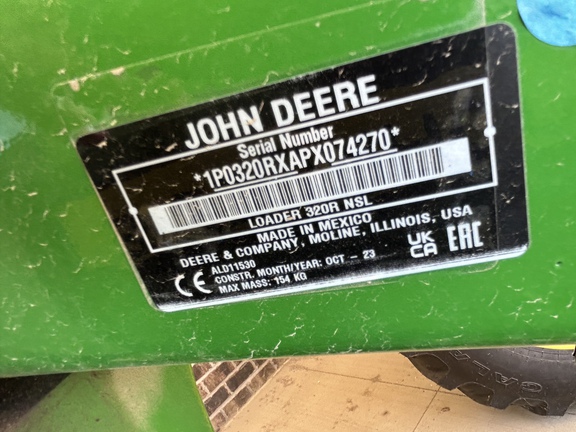 JOHN DEERE
Serial Number
*1P0320RXAPX074270*
LOADER 320R NSL
MADE IN MEXICO
DEERE & COMPANY, MOLINE, ILLINOIS, USA
ALD11530
CONSTR. MONTH/YEAR: OCT - 23
MAX MASS: 154 KG
CE
UK
CA
EAC